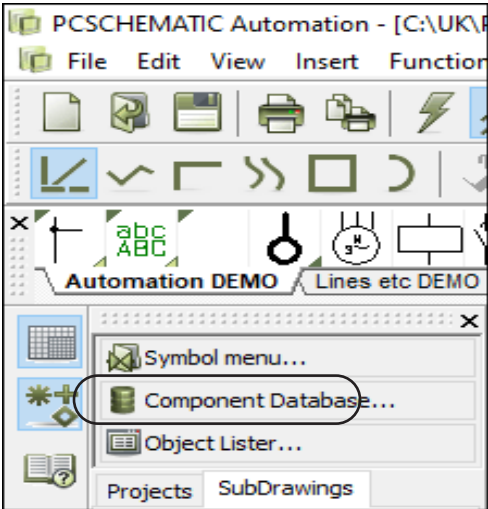 PCSCHEMATIC Automation - [C:\UK\P
File Edit View Insert Function
abc
ABC
Automation DEMO Lines etc DEMO
Symbol menu...
Component Database...
Object Lister...
Projects SubDrawings